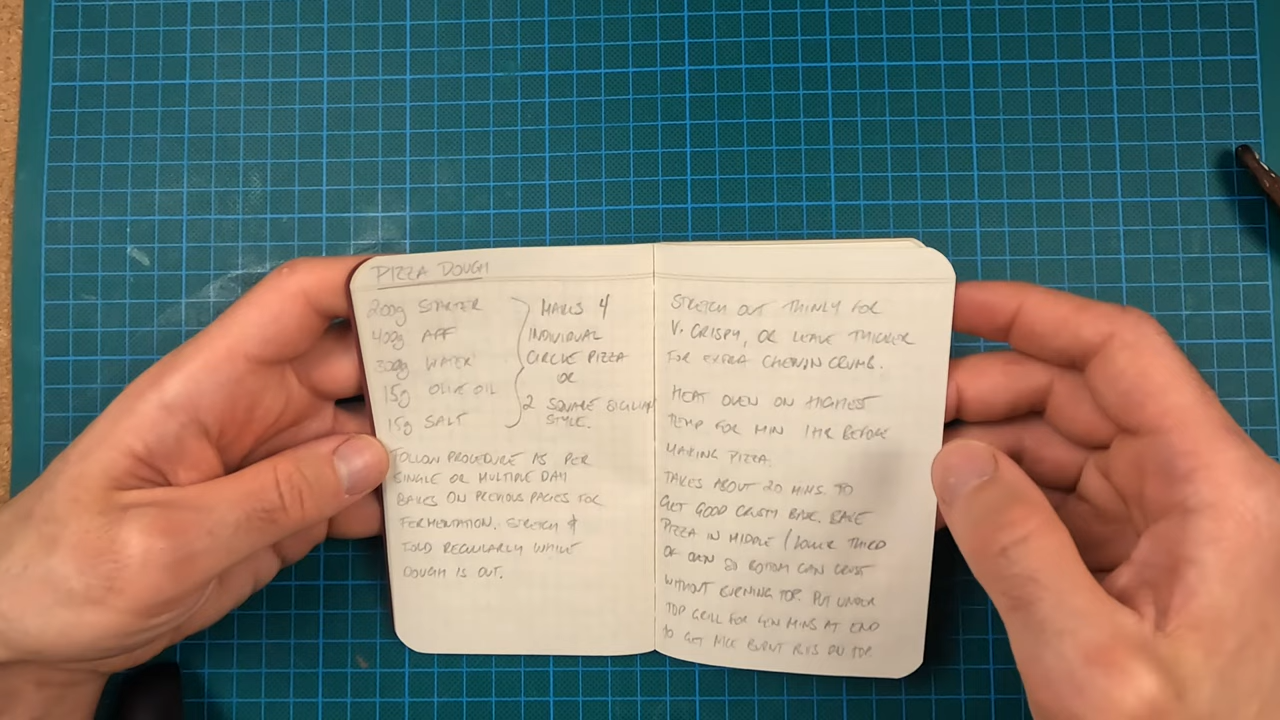 PIZZA DOUGH
200g STARTER
400g APF
300g WATER
15g OLIVE OIL
15g SALT
MAKES 4
INDIVIDUAL
CIRCLE PIZZA
OR
2 SQUARE SICILIAN
STYLE.
FOLLOW PROCEDURE AS PER
SINGLE OR MULTIPLE DAY
BAKES ON PREVIOUS PAGES FOR
FERMENTATION. STRETCH &
FOLD REGULARLY WHILE
DOUGH IS OUT.
STRETCH OUT THINLY FOR
V. CRISPY, OR LEAVE THICKER
FOR EXTRA CHEWY CRUMB.
HEAT OVEN ON HIGHEST
TEMP FOR MIN 1HR BEFORE
MAKING PIZZA.
TAKES ABOUT 20 MINS. TO
GET GOOD CRUSTY BAKE. BAKE
PIZZA IN MIDDLE / LOWER THIRD
OF OVEN SO BOTTOM CAN CRUST
WITHOUT BURNING TOP. PUT UNDER
TOP GRILL FOR MINS AT END
TO GET NICE BURNT BITS ON TOP.